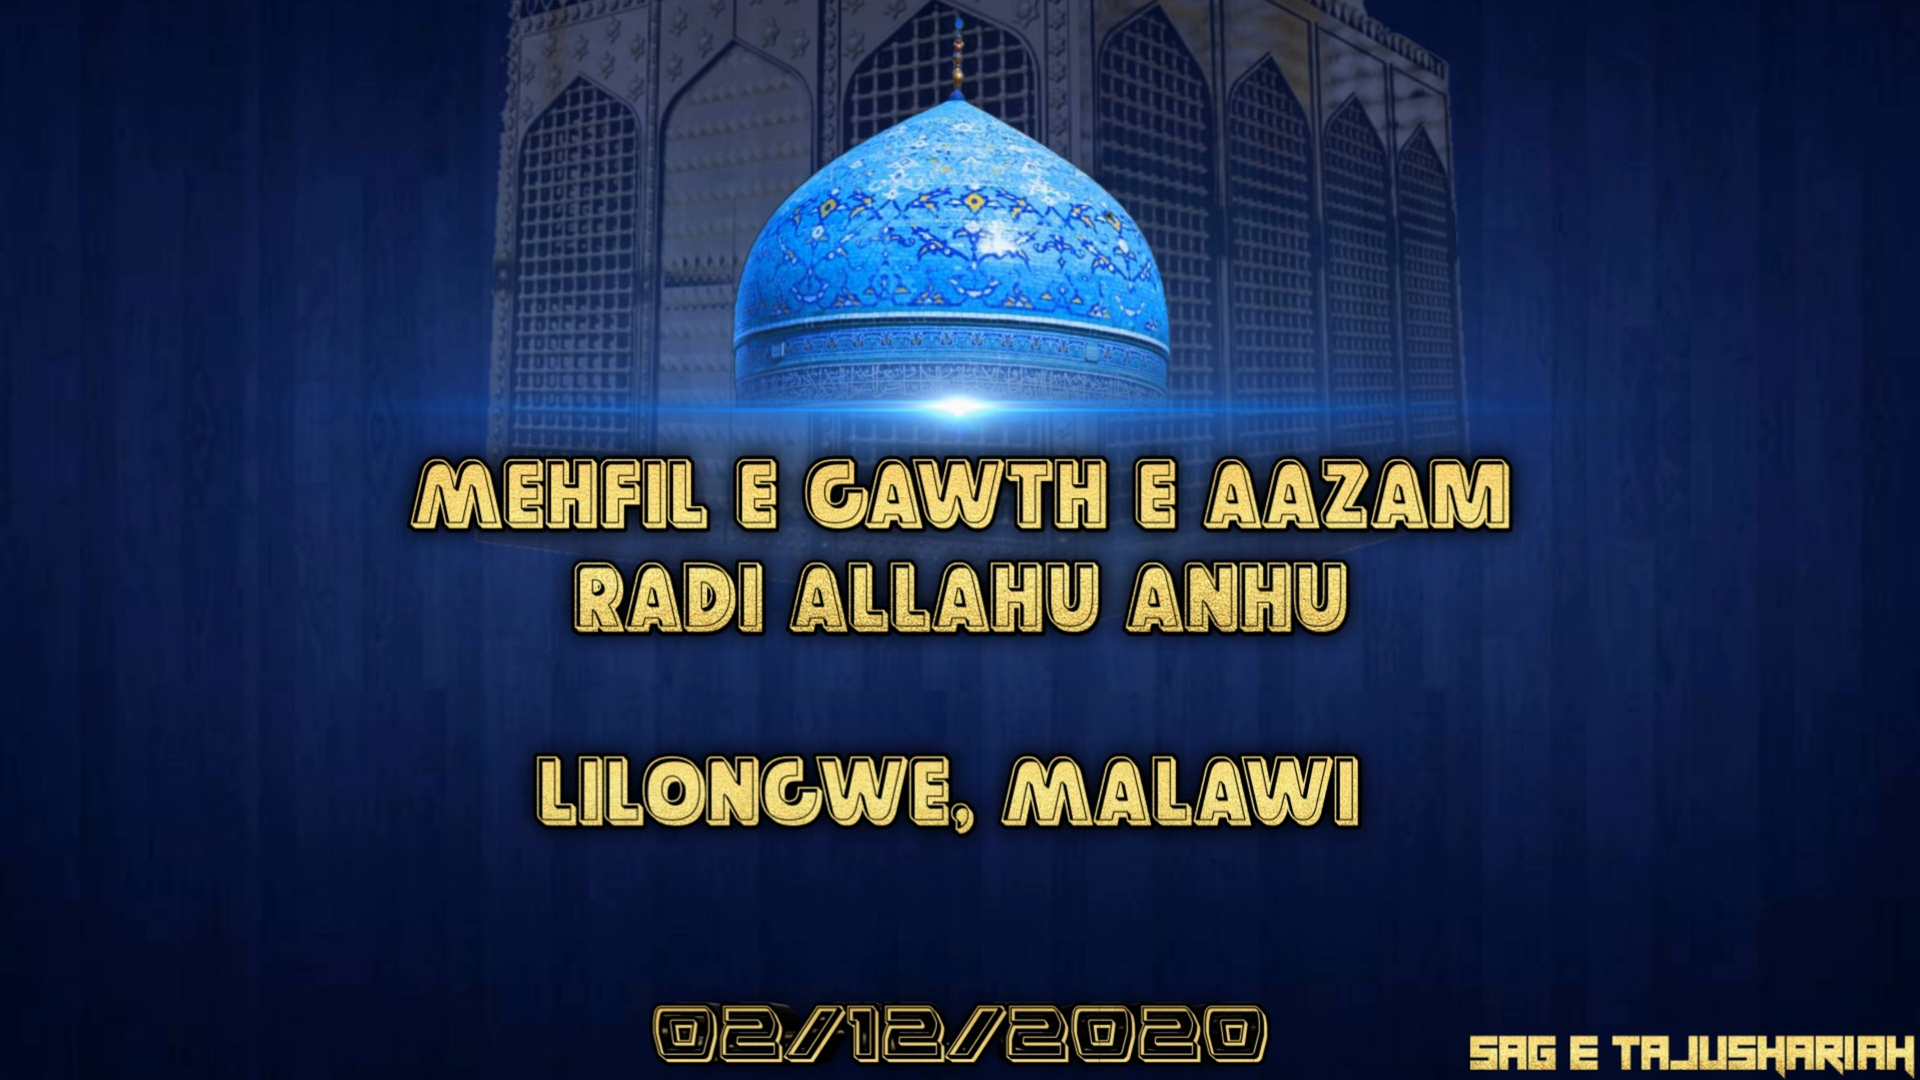 MEHFIL E GAWTH E AAZAM
RADI ALLAHU ANHU
LILONGWE, MALAWI
02/12/2020
SAG E TAJUSHARIAH